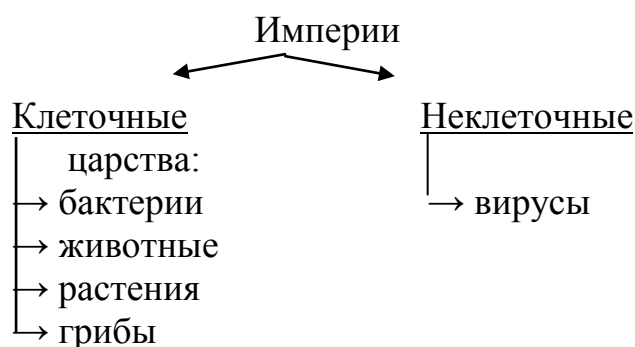 Империи
Клеточные
царства:
→ бактерии
→ животные
→ растения
→ грибы
Неклеточные
→ вирусы